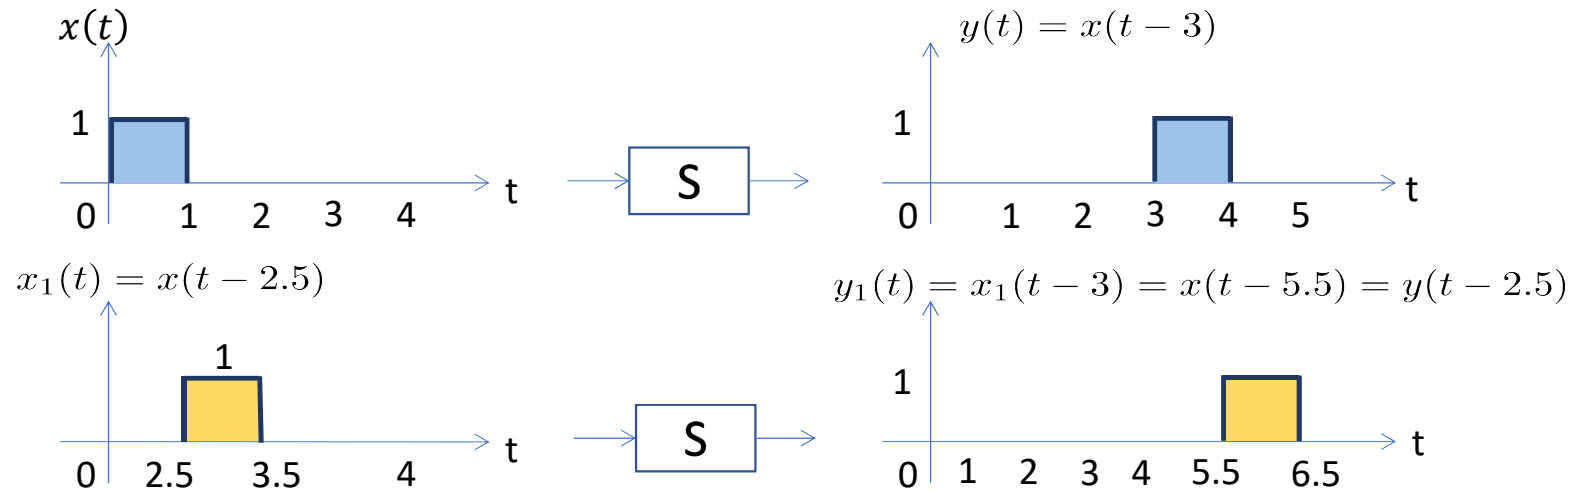 x(t)
y(t) = x(t − 3)
1
1
S
t
t
0 1 2 3 4
0 1 2 3 4 5
x₁(t) = x(t − 2.5)
y₁(t) = x₁(t − 3) = x(t − 5.5) = y(t − 2.5)
1
1
S
t
t
0 2.5 3.5 4
0 1 2 3 4 5.5 6.5